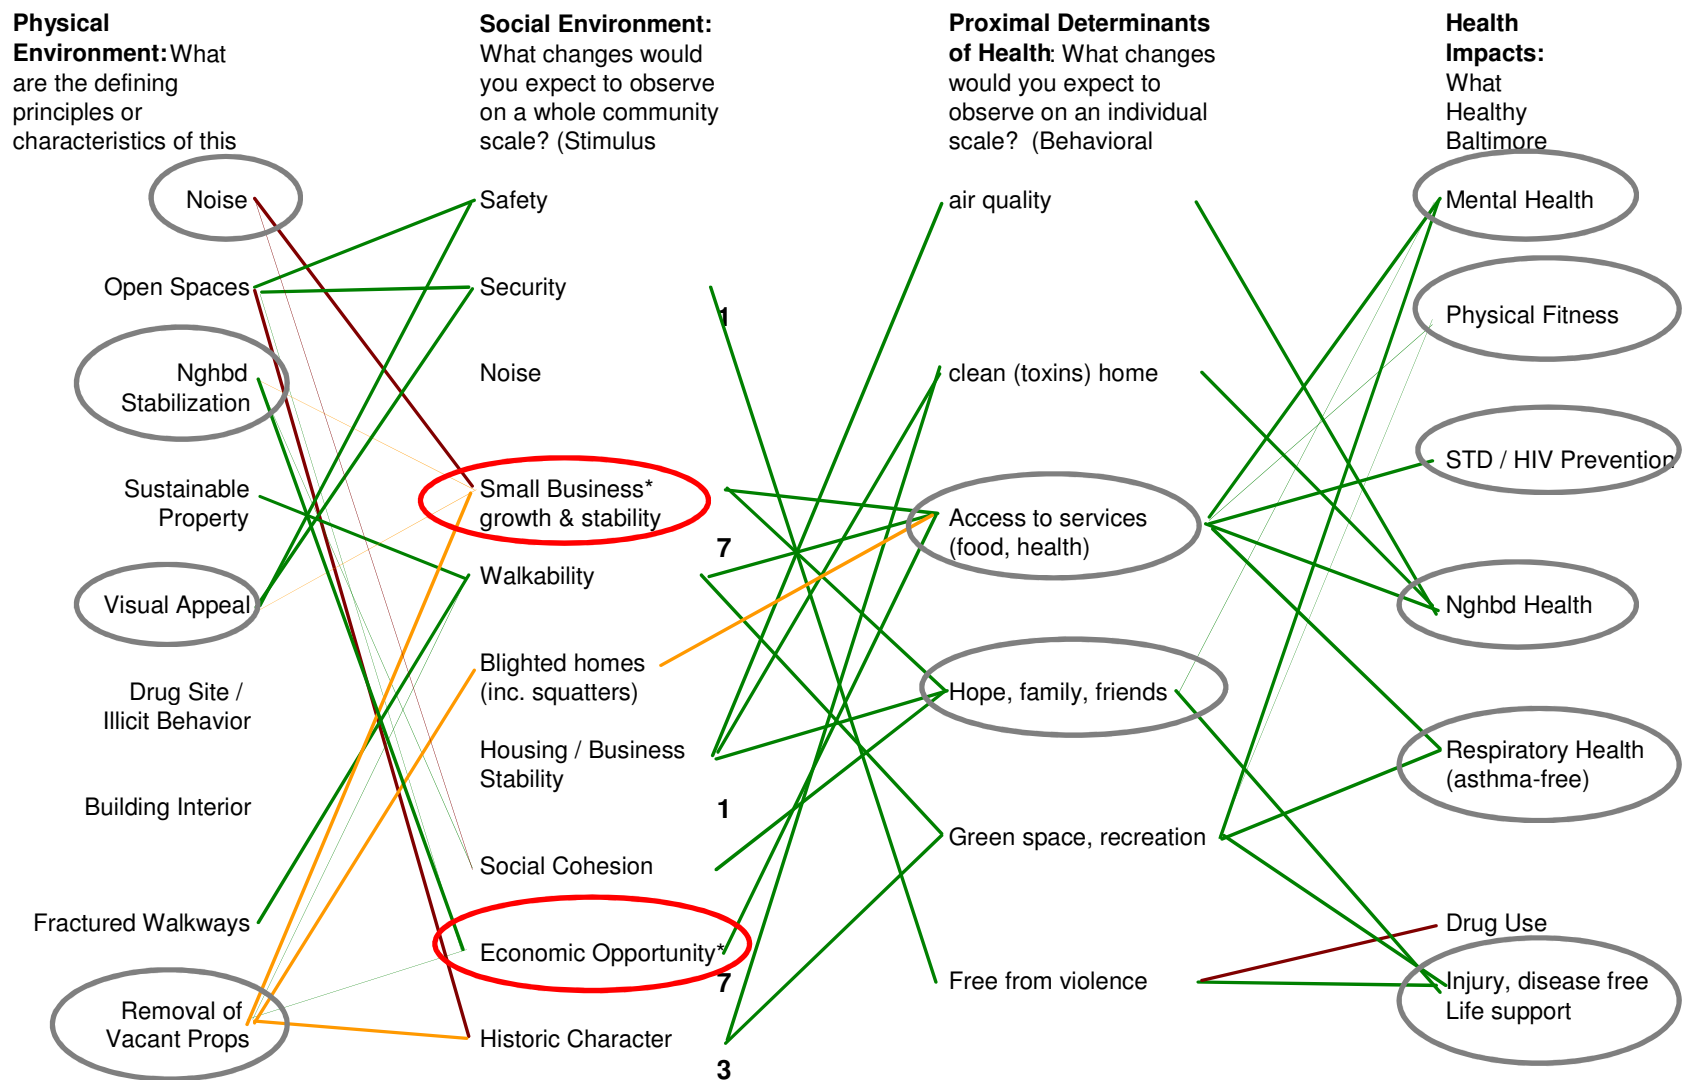 Physical
Environment: What
are the defining
principles or
characteristics of this
Noise
Open Spaces
Nghbd
Stabilization
Sustainable
Property
Visual Appeal
Drug Site /
Illicit Behavior
Building Interior
Fractured Walkways
Removal of
Vacant Props
Social Environment:
What changes would
you expect to observe
on a whole community
scale? (Stimulus
Safety
Security
Noise
Small Business*
growth & stability
Walkability
Blighted homes
(inc. squatters)
Housing / Business
Stability
Social Cohesion
Economic Opportunity*
Historic Character
1
7
1
7
3
Proximal Determinants
of Health: What changes
would you expect to
observe on an individual
scale? (Behavioral
air quality
clean (toxins) home
Access to services
(food, health)
Hope, family, friends
Green space, recreation
Free from violence
Health
Impacts:
What
Healthy
Baltimore
Mental Health
Physical Fitness
STD / HIV Prevention
Nghbd Health
Respiratory Health
(asthma-free)
Drug Use
Injury, disease free
Life support